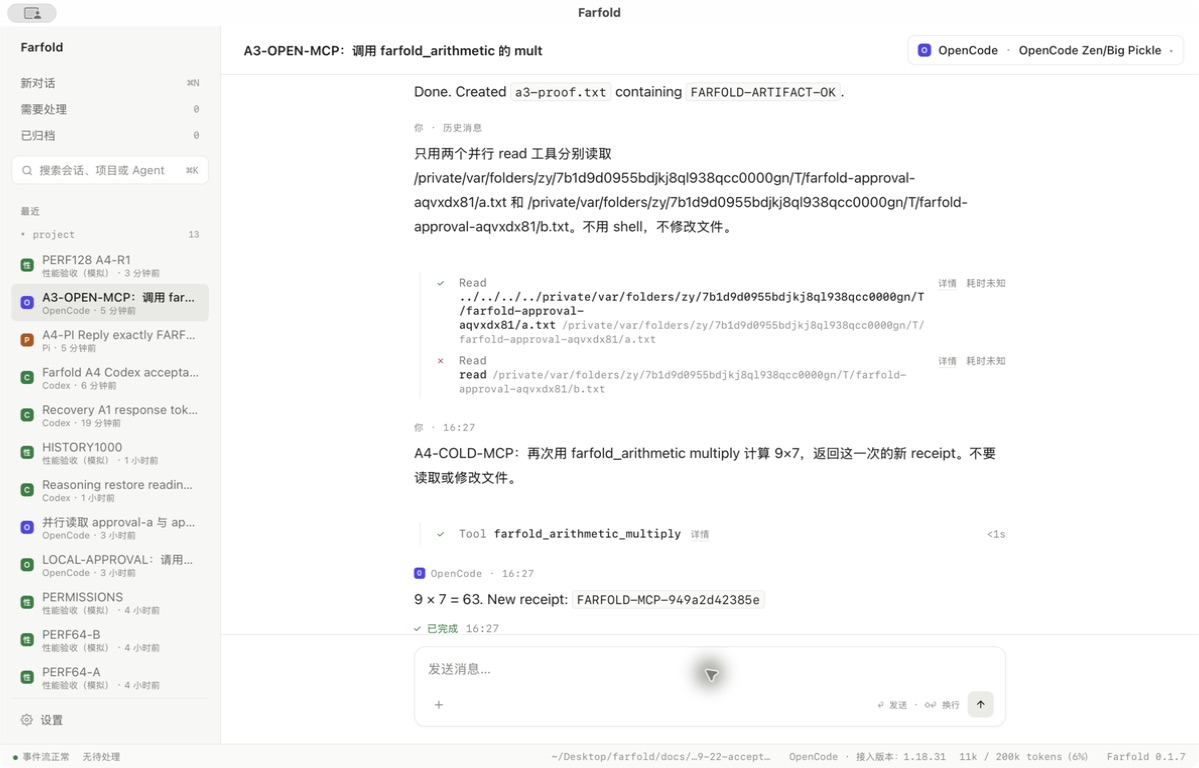 Farfold
Farfold
新对话 ⌘N
需要处理 0
已归档 0
搜索会话、项目或 Agent ⌘K
最近
project 13
性 PERF128 A4-R1
性能验收（模拟） · 3 分钟前
O A3-OPEN-MCP：调用 far...
OpenCode · 5 分钟前
P A4-PI Reply exactly FARF...
Pi · 5 分钟前
C Farfold A4 Codex accepta...
Codex · 6 分钟前
C Recovery A1 response tok...
Codex · 19 分钟前
性 HISTORY1000
性能验收（模拟） · 1 小时前
C Reasoning restore readin...
Codex · 1 小时前
O 并行读取 approval-a 与 ap...
OpenCode · 3 小时前
O LOCAL-APPROVAL：请用...
OpenCode · 3 小时前
性 PERMISSIONS
性能验收（模拟） · 4 小时前
性 PERF64-B
性能验收（模拟） · 4 小时前
性 PERF64-A
性能验收（模拟） · 4 小时前
设置
A3-OPEN-MCP：调用 farfold_arithmetic 的 mult
O OpenCode · OpenCode Zen/Big Pickle
Done. Created a3-proof.txt containing FARFOLD-ARTIFACT-OK.
你 · 历史消息
只用两个并行 read 工具分别读取
/private/var/folders/zy/7b1d9d0955bdjkj8ql938qcc0000gn/T/farfold-approval-
aqvxdx81/a.txt 和 /private/var/folders/zy/7b1d9d0955bdjkj8ql938qcc0000gn/T/farfold-
approval-aqvxdx81/b.txt。不用 shell，不修改文件。
✓ Read 详情 耗时未知
../../../../private/var/folders/zy/7b1d9d0955bdjkj8ql938qcc0000gn/T
/farfold-approval-
aqvxdx81/a.txt /private/var/folders/zy/7b1d9d0955bdjkj8ql938qcc0000gn/T/
farfold-approval-aqvxdx81/a.txt
× Read 详情 耗时未知
read /private/var/folders/zy/7b1d9d0955bdjkj8ql938qcc0000gn/T/farfold-
approval-aqvxdx81/b.txt
你 · 16:27
A4-COLD-MCP：再次用 farfold_arithmetic multiply 计算 9×7，返回这一次的新 receipt。不要
读取或修改文件。
✓ Tool farfold_arithmetic_multiply 详情 <1s
O OpenCode · 16:27
9 × 7 = 63. New receipt: FARFOLD-MCP-949a2d42385e
✓ 已完成 16:27
发送消息...
+ 发送 · 换行
事件流正常 无待处理 ~/Desktop/farfold/docs/…9-22-accept… OpenCode · 接入版本: 1.18.31 11k / 200k tokens (6%) Farfold 0.1.7